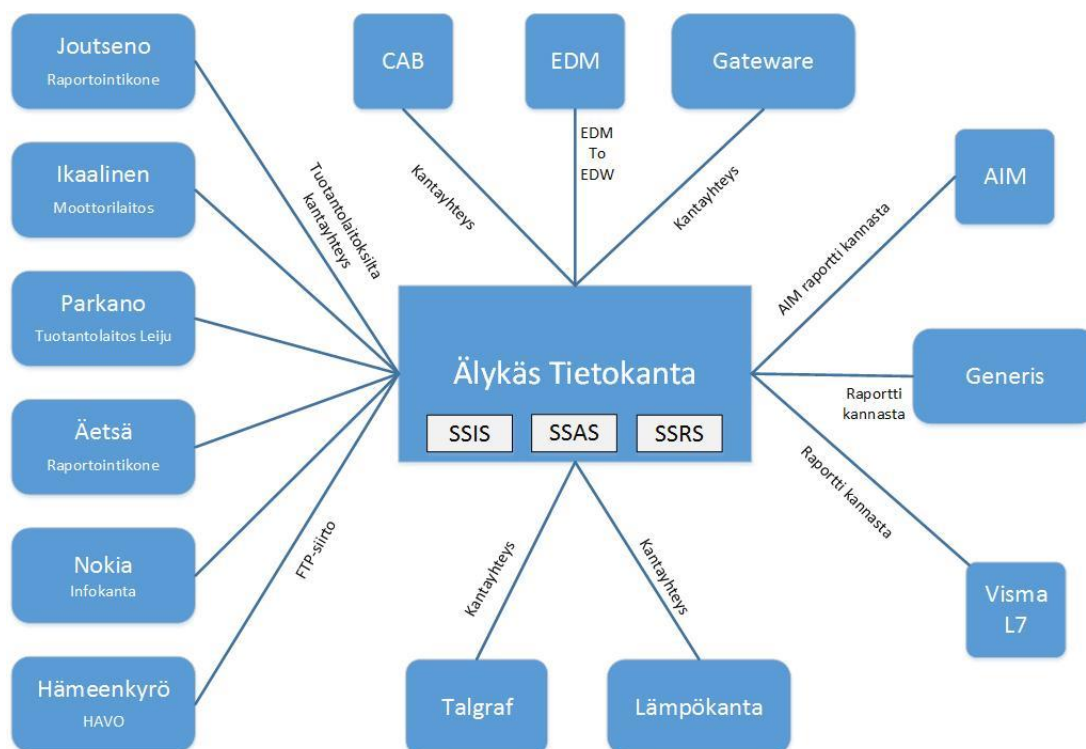 Joutseno
Raportointikone
CAB
EDM
Gateware
Ikaalinen
Moottorilaitos
Tuotantolaitoksilta
kantayhteys
Kantayhteys
EDM
To
EDW
Kantayhteys
AIM
AIM raportti kannasta
Parkano
Tuotantolaitos Leiju
Älykäs Tietokanta
SSIS
SSAS
SSRS
Generis
Raportti
kannasta
Äetsä
Raportointikone
Raportti kannasta
Nokia
Infokanta
FTP-siirto
Kantayhteys
Kantayhteys
Visma
L7
Hämeenkyrö
HAVO
Talgraf
Lämpökanta